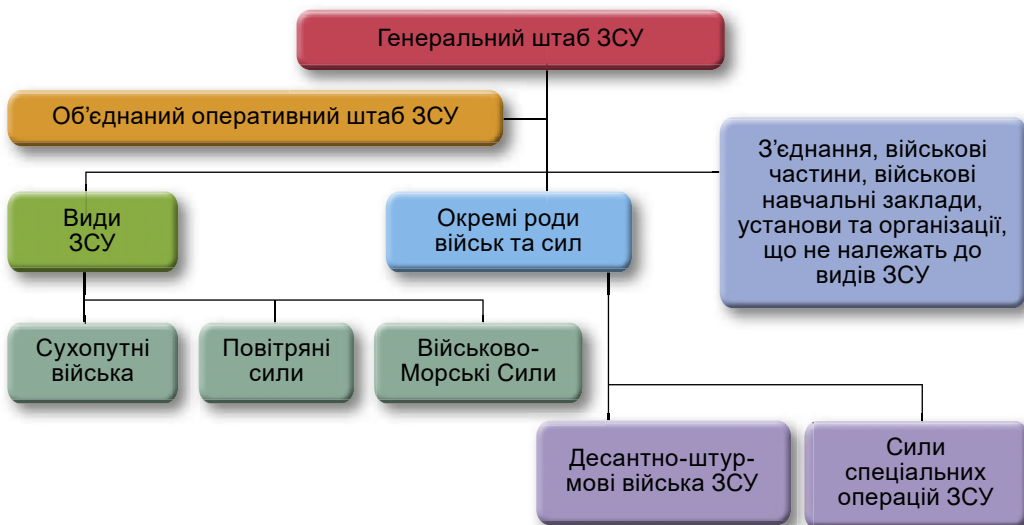 Генеральний штаб ЗСУ
Об’єднаний оперативний штаб ЗСУ
З’єднання, військові
частини, військові
навчальні заклади,
установи та організації,
що не належать до
видів ЗСУ
Види
ЗСУ
Окремі роди
військ та сил
Сухопутні
війська
Повітряні
сили
Військово-
Морські Сили
Десантно-штур-
мові війська ЗСУ
Сили
спеціальних
операцій ЗСУ